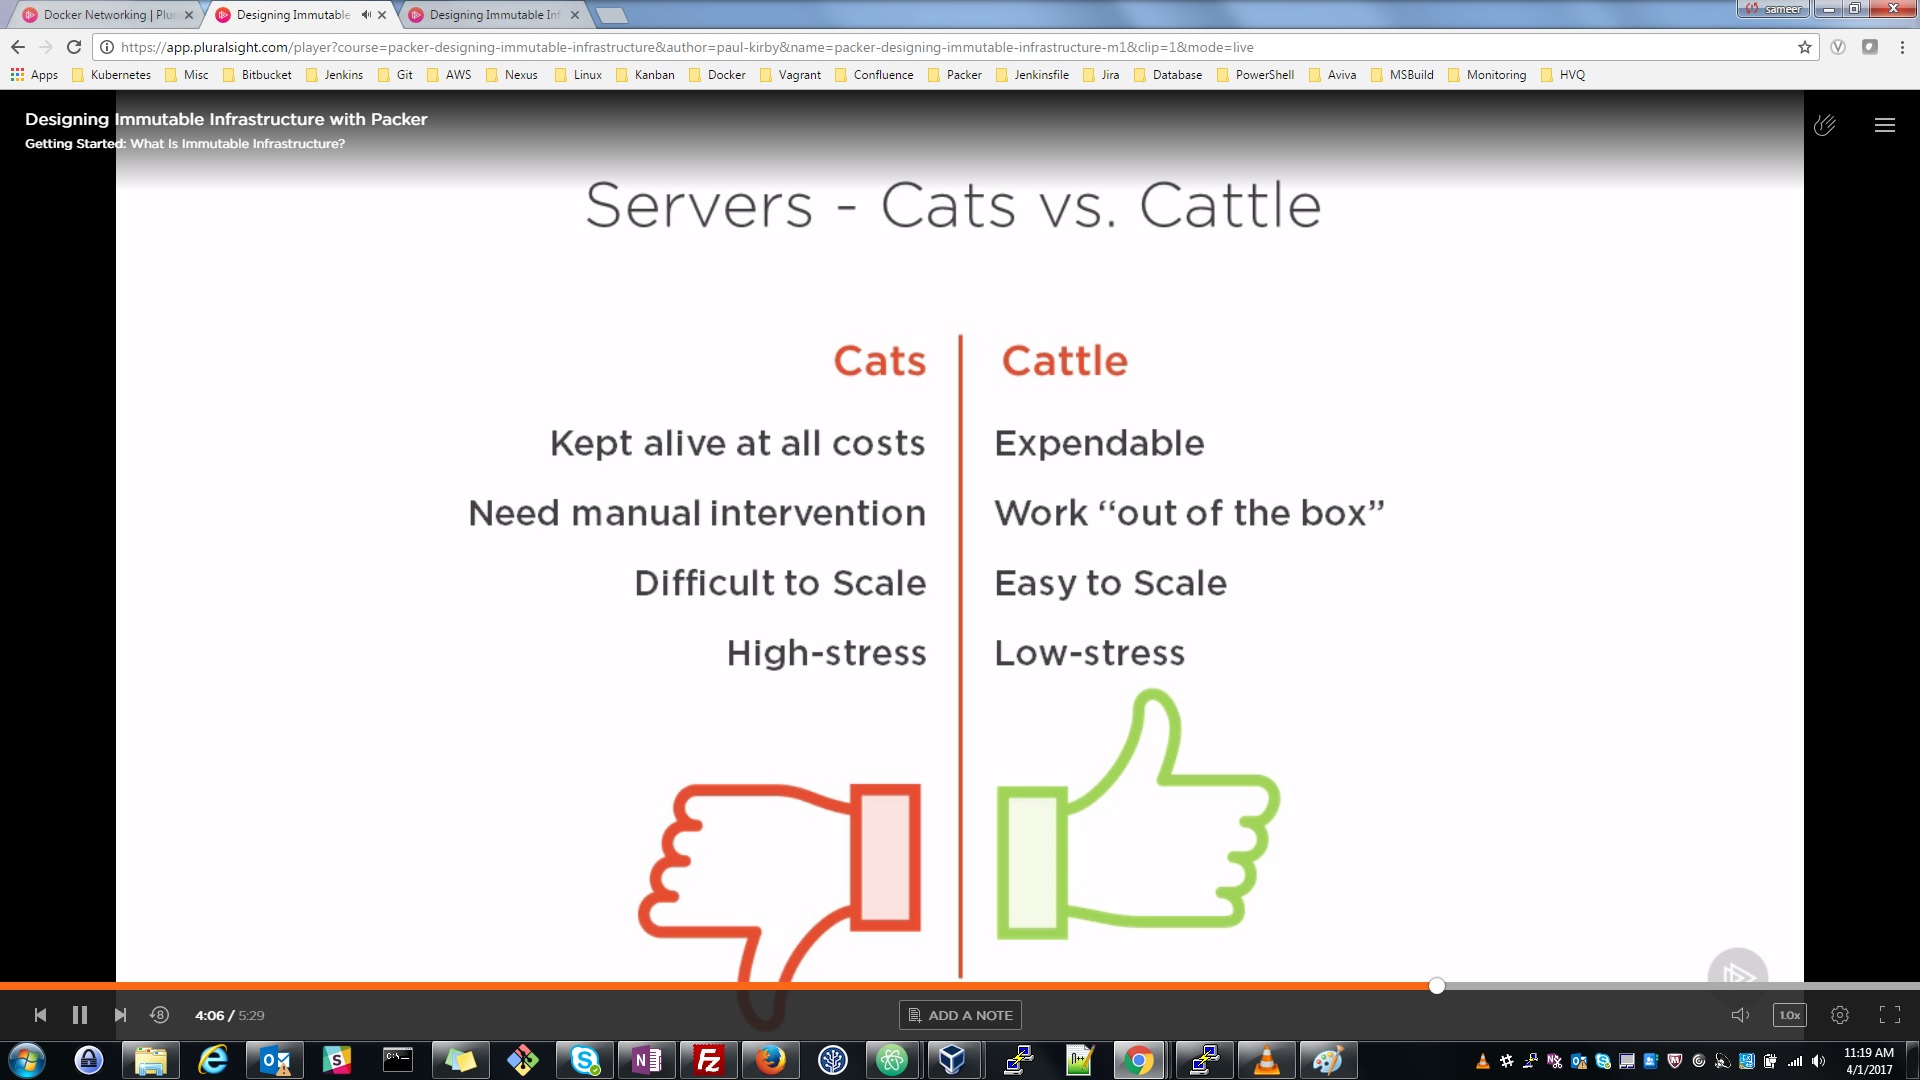 Docker Networking | Plu
Designing Immutable
Designing Immutable Inf
sameer
https://app.pluralsight.com/player?course=packer-designing-immutable-infrastructure&author=paul-kirby&name=packer-designing-immutable-infrastructure-m1&clip=1&mode=live
Apps Kubernetes Misc Bitbucket Jenkins Git AWS Nexus Linux Kanban Docker Vagrant Confluence Packer Jenkinsfile Jira Database PowerShell Aviva MSBuild Monitoring HVQ
Designing Immutable Infrastructure with Packer
Getting Started: What Is Immutable Infrastructure?
Servers - Cats vs. Cattle
Cats Cattle
Kept alive at all costs Expendable
Need manual intervention Work “out of the box”
Difficult to Scale Easy to Scale
High-stress Low-stress
8 4:06 / 5:29 ADD A NOTE 1.0x
11:19 AM
4/1/2017